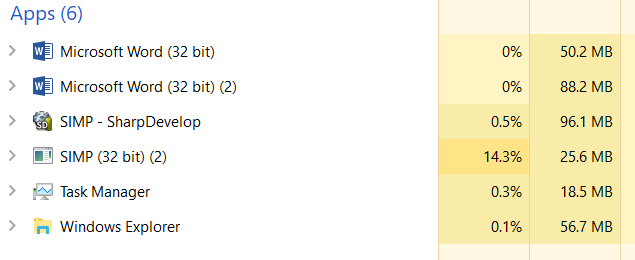 Apps (6)
Microsoft Word (32 bit) 0% 50.2 MB
Microsoft Word (32 bit) (2) 0% 88.2 MB
SIMP - SharpDevelop 0.5% 96.1 MB
SIMP (32 bit) (2) 14.3% 25.6 MB
Task Manager 0.3% 18.5 MB
Windows Explorer 0.1% 56.7 MB